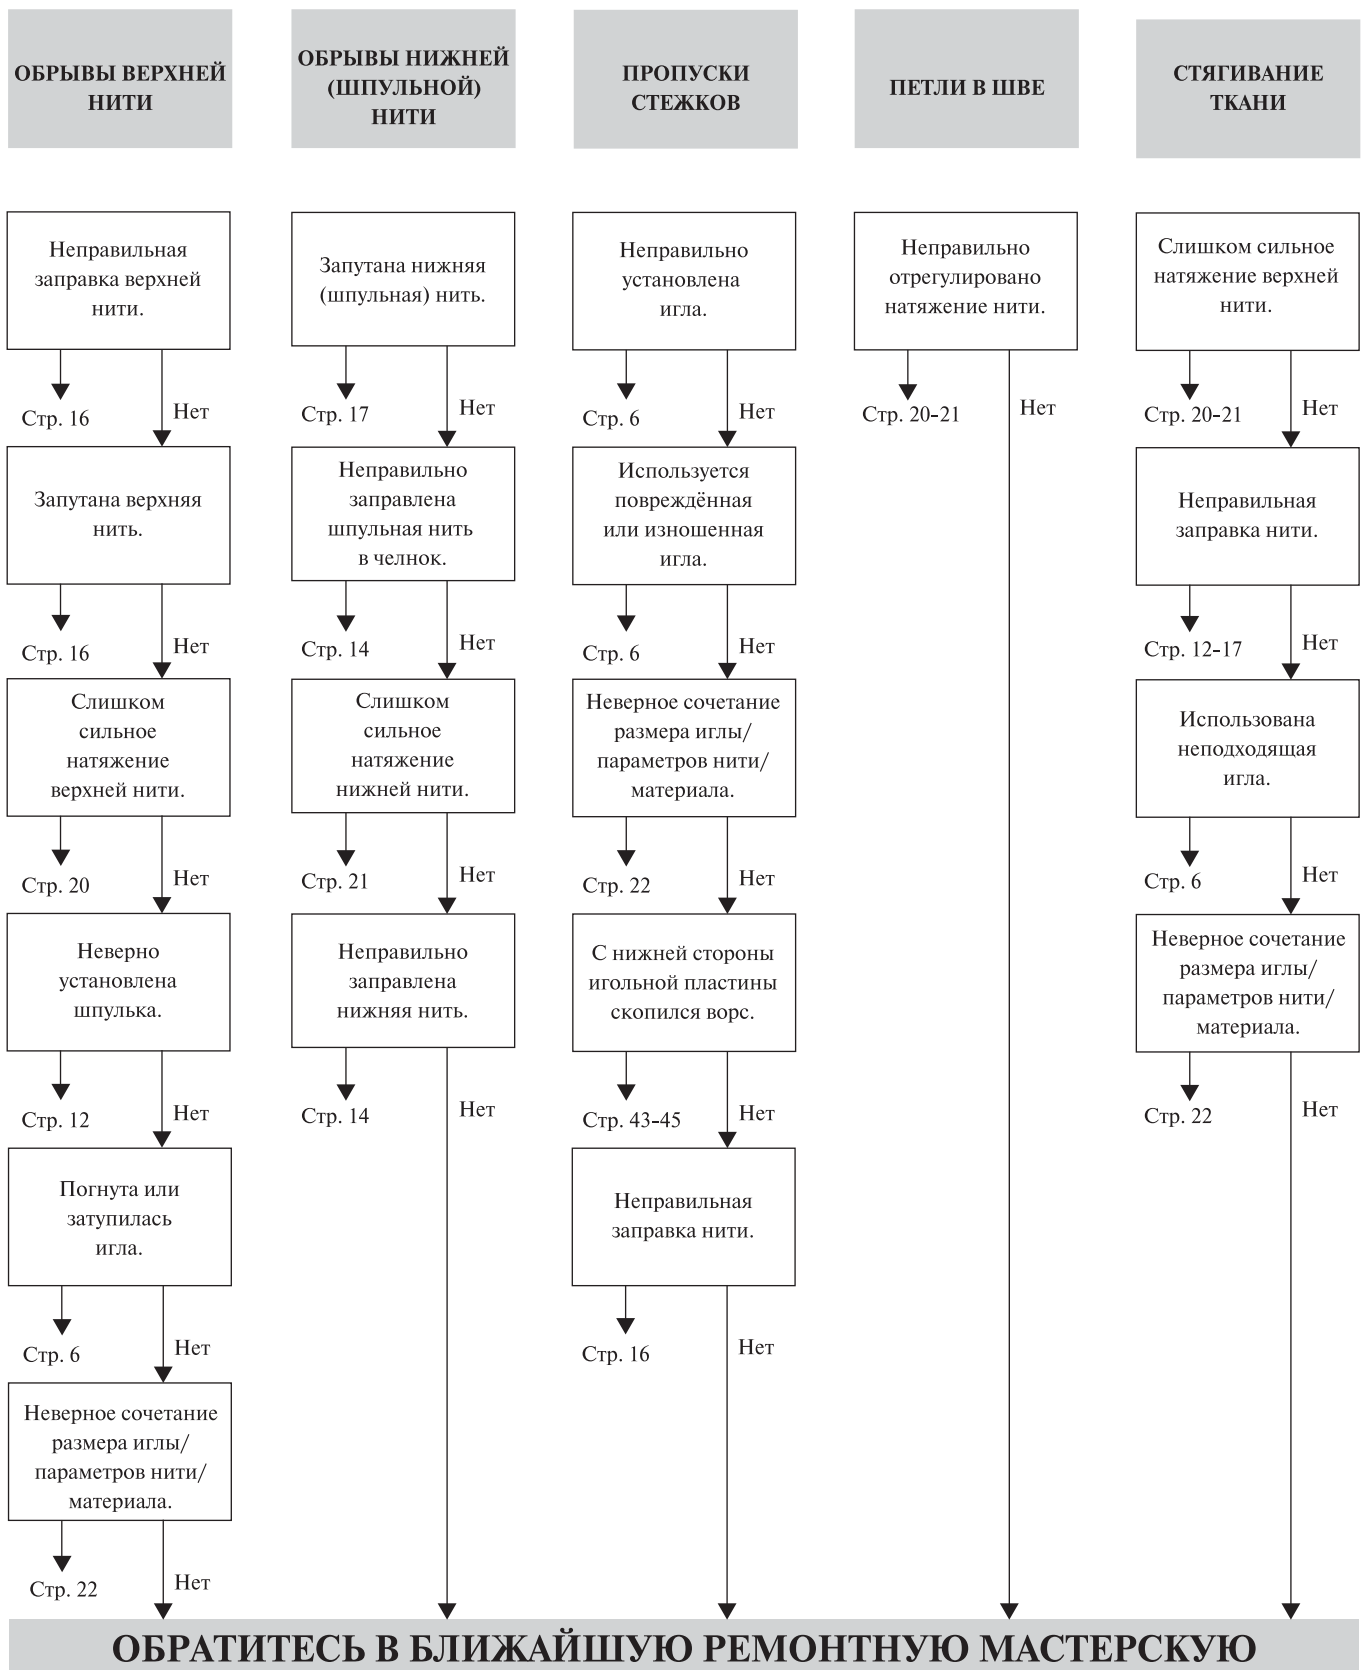 ОБРЫВЫ ВЕРХНЕЙ
НИТИ
ОБРЫВЫ НИЖНЕЙ
(ШПУЛЬНОЙ)
НИТИ
ПРОПУСКИ
СТЕЖКОВ
ПЕТЛИ В ШВЕ
СТЯГИВАНИЕ
ТКАНИ
Неправильная
заправка верхней
нити.
Стр. 16
Нет
Запутана верхняя
нить.
Стр. 16
Нет
Слишком
сильное
натяжение
верхней нити.
Стр. 20
Нет
Неверно
установлена
шпулька.
Стр. 12
Нет
Погнута или
затупилась
игла.
Стр. 6
Нет
Неверное сочетание
размера иглы/
параметров нити/
материала.
Стр. 22
Нет
Запутана нижняя
(шпульная) нить.
Стр. 17
Нет
Неправильно
заправлена
шпульная нить
в челнок.
Стр. 14
Нет
Слишком
сильное
натяжение
нижней нити.
Стр. 21
Нет
Неправильно
заправлена
нижняя нить.
Стр. 14
Нет
Неправильно
установлена
игла.
Стр. 6
Нет
Используется
повреждённая
или изношенная
игла.
Стр. 6
Нет
Неверное сочетание
размера иглы/
параметров нити/
материала.
Стр. 22
Нет
С нижней стороны
игольной пластины
скопился ворс.
Стр. 43-45
Нет
Неправильная
заправка нити.
Стр. 16
Нет
Неправильно
отрегулировано
натяжение нити.
Стр. 20-21
Нет
Слишком сильное
натяжение верхней
нити.
Стр. 20-21
Нет
Неправильная
заправка нити.
Стр. 12-17
Нет
Использована
неподходящая
игла.
Стр. 6
Нет
Неверное сочетание
размера иглы/
параметров нити/
материала.
Стр. 22
Нет
ОБРАТИТЕСЬ В БЛИЖАЙШУЮ РЕМОНТНУЮ МАСТЕРСКУЮ